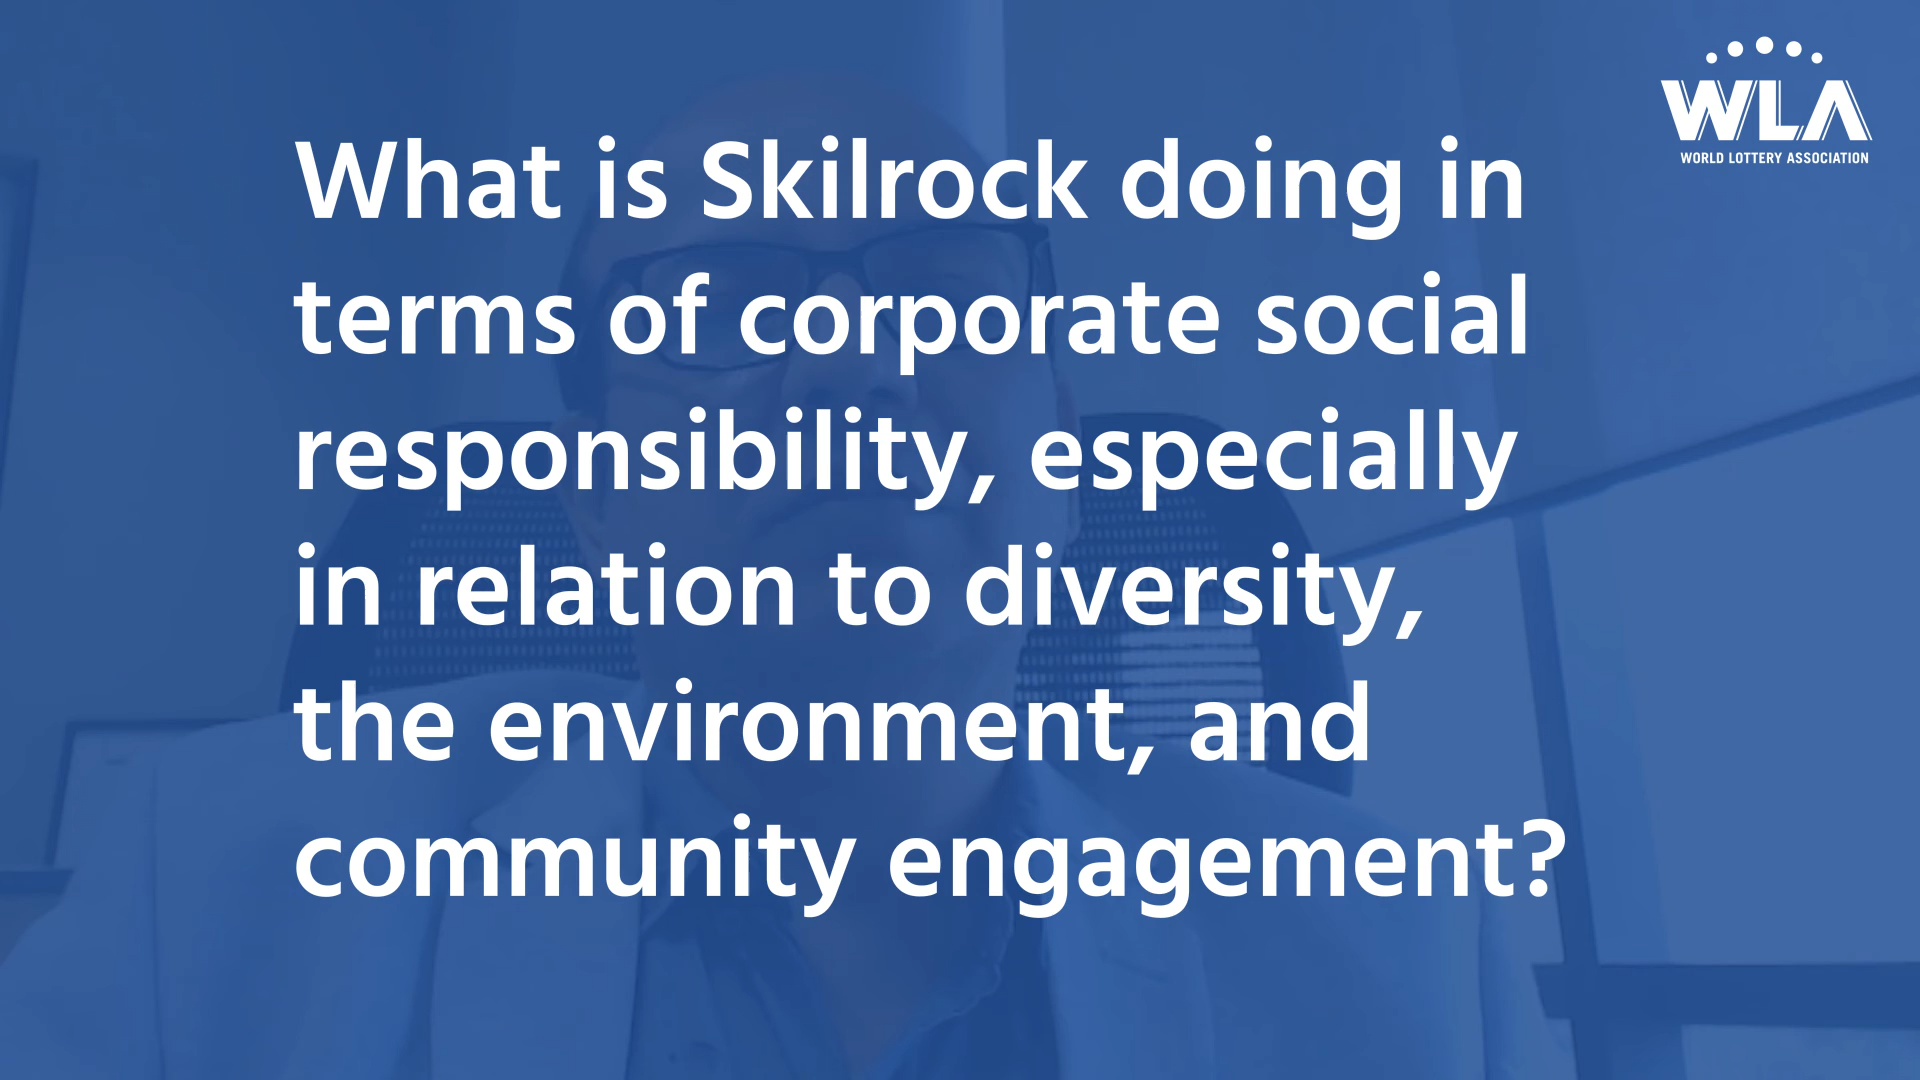 WLA
WORLD LOTTERY ASSOCIATION
What is Skilrock doing in
terms of corporate social
responsibility, especially
in relation to diversity,
the environment, and
community engagement?